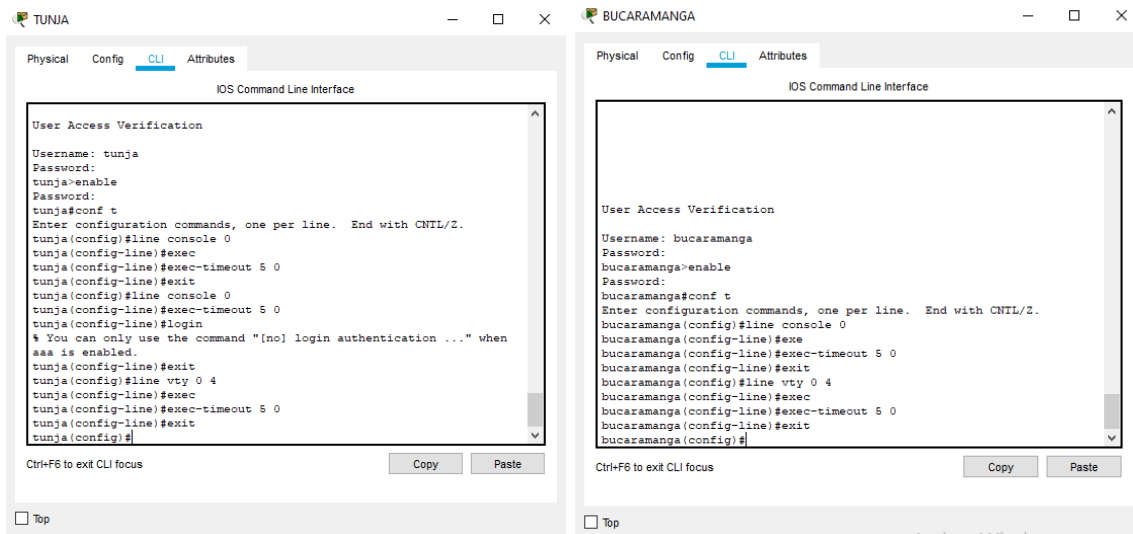 TUNJA
Physical Config CLI Attributes
IOS Command Line Interface
User Access Verification
Username: tunja
Password:
tunja>enable
Password:
tunja#conf t
Enter configuration commands, one per line. End with CNTL/Z.
tunja(config)#line console 0
tunja(config-line)#exec
tunja(config-line)#exec-timeout 5 0
tunja(config-line)#exit
tunja(config)#line console 0
tunja(config-line)#exec-timeout 5 0
tunja(config-line)#login
% You can only use the command "[no] login authentication ..." when
aaa is enabled.
tunja(config-line)#exit
tunja(config)#line vty 0 4
tunja(config-line)#exec
tunja(config-line)#exec-timeout 5 0
tunja(config-line)#exit
tunja(config)#
Ctrl+F6 to exit CLI focus
Copy Paste
Top
BUCARAMANGA
Physical Config CLI Attributes
IOS Command Line Interface
User Access Verification
Username: bucaramanga
Password:
bucaramanga>enable
Password:
bucaramanga#conf t
Enter configuration commands, one per line. End with CNTL/Z.
bucaramanga(config)#line console 0
bucaramanga(config-line)#exe
bucaramanga(config-line)#exec-timeout 5 0
bucaramanga(config-line)#exit
bucaramanga(config)#line vty 0 4
bucaramanga(config-line)#exec
bucaramanga(config-line)#exec-timeout 5 0
bucaramanga(config-line)#exit
bucaramanga(config)#
Ctrl+F6 to exit CLI focus
Copy Paste
Top